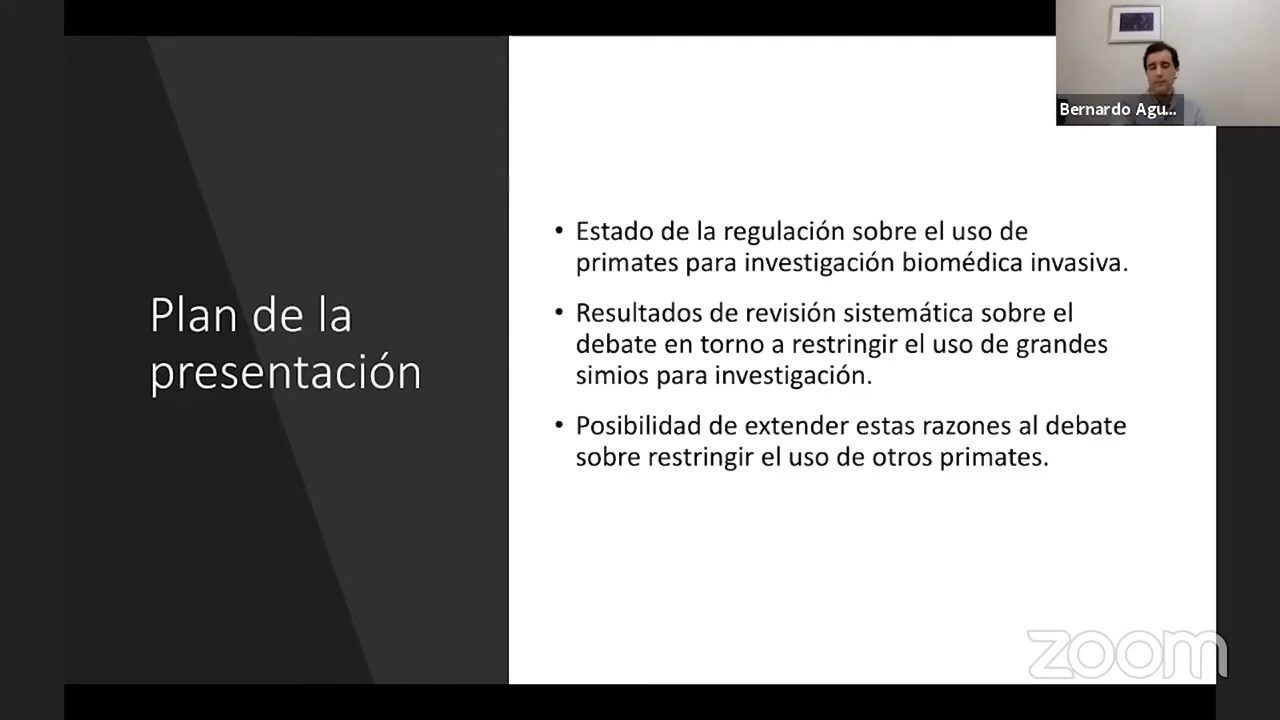 Bernardo Agu...
Plan de la
presentación
• Estado de la regulación sobre el uso de
primates para investigación biomédica invasiva.
• Resultados de revisión sistemática sobre el
debate en torno a restringir el uso de grandes
simios para investigación.
• Posibilidad de extender estas razones al debate
sobre restringir el uso de otros primates.
zoom